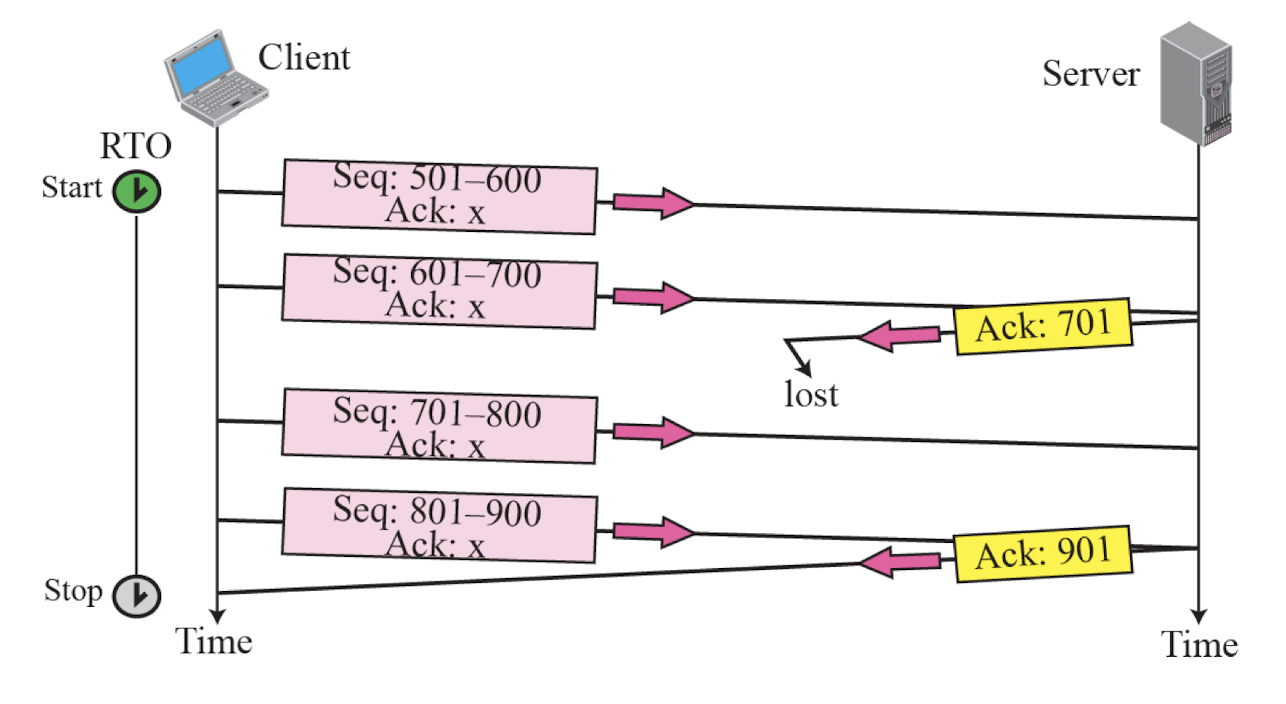 Client
Server
RTO
Start
Seq: 501–600
Ack: x
Seq: 601–700
Ack: x
Ack: 701
lost
Seq: 701–800
Ack: x
Seq: 801–900
Ack: x
Ack: 901
Stop
Time
Time